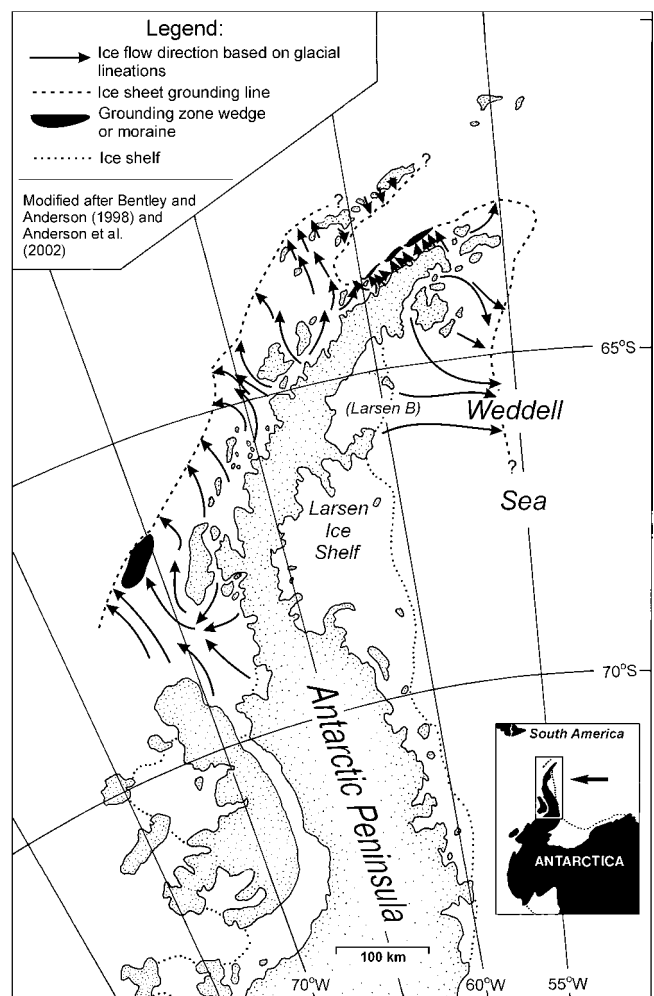 Legend:
Ice flow direction based on glacial
lineations
Ice sheet grounding line
Grounding zone wedge
or moraine
Ice shelf
Modified after Bentley and
Anderson (1998) and
Anderson et al.
(2002)
?
?
65°S
(Larsen B)
Weddell
?
Sea
Larsen
Ice
Shelf
70°S
Antarctic Peninsula
South America
ANTARCTICA
100 km
70°W
60°W
55°W